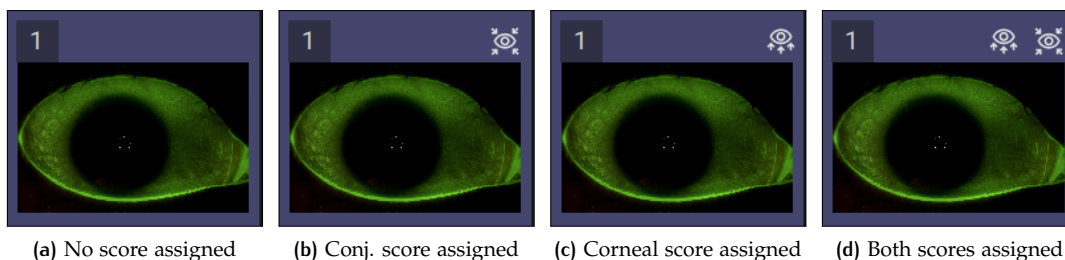 1
1
1
1
(a) No score assigned
(b) Conj. score assigned
(c) Corneal score assigned
(d) Both scores assigned